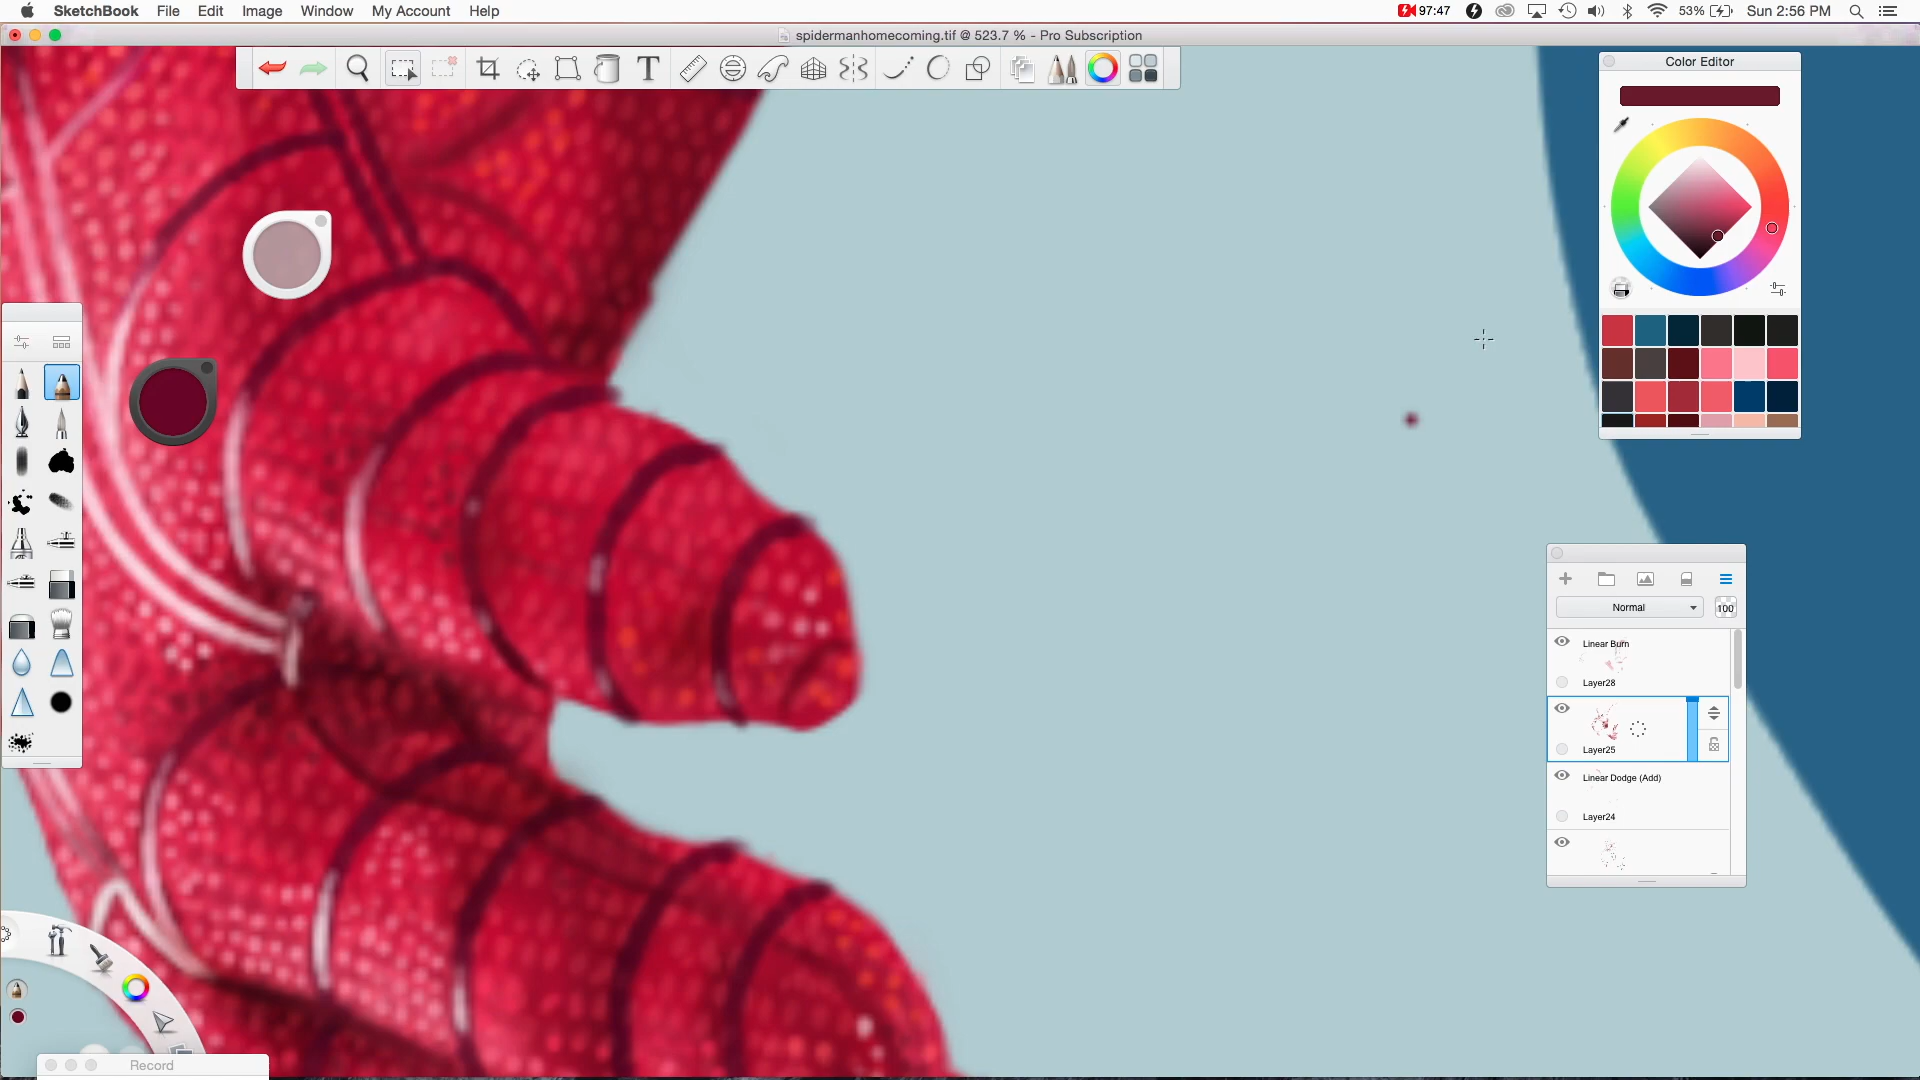 SketchBook File Edit Image Window My Account Help 97:47 53% Sun 2:56 PM
spidermanhomecoming.tif @ 523.7 % - Pro Subscription
T
Color Editor
Normal 100
Linear Burn
Layer28
Layer25
Linear Dodge (Add)
Layer24
Record